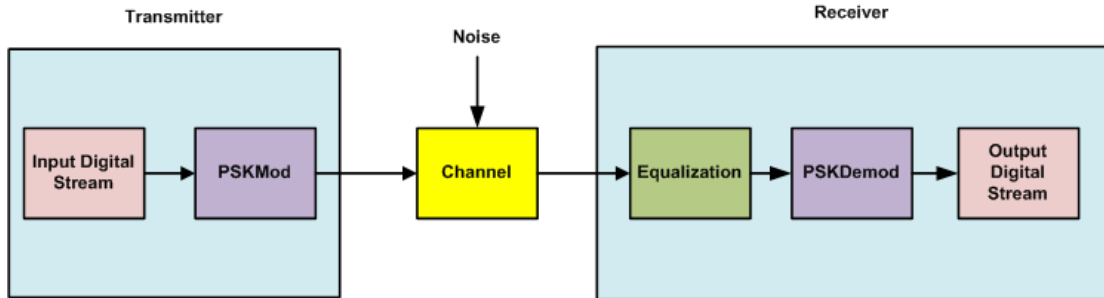 Transmitter
Receiver
Noise
Input Digital
Stream
PSKMod
Channel
Equalization
PSKDemod
Output
Digital
Stream